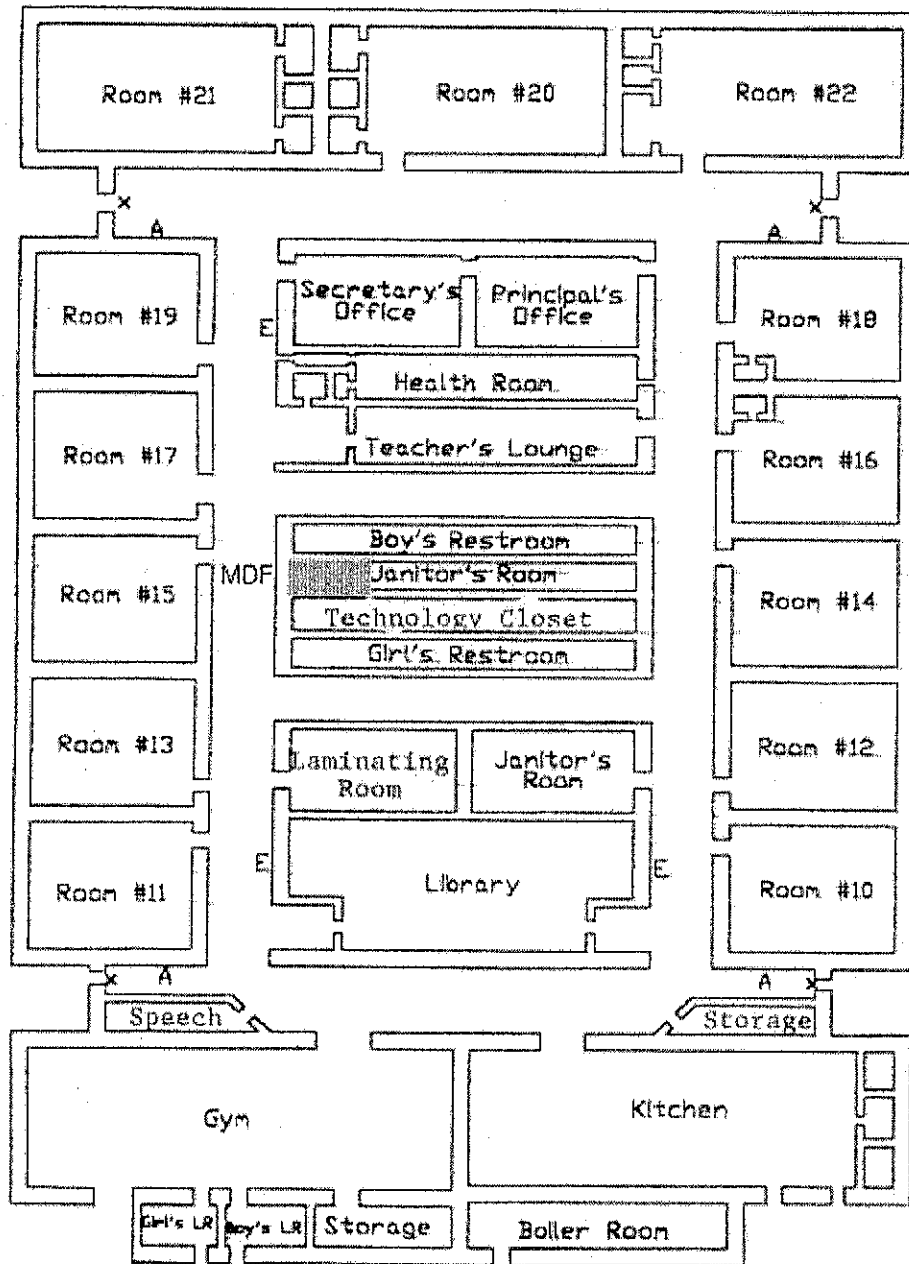 Room #21
Room #20
Room #22
x
x
A
A
Secretary's
Office
Principal's
Office
Room #19
E
Room #18
Health Room
Room #17
Teacher's Lounge
Room #16
Boy's Restroom
MDF
Janitor's Room
Room #15
Technology Closet
Room #14
Girl's Restroom
Room #13
Laminating
Room
Janitor's
Room
Room #12
E
E
Room #11
Library
Room #10
x
A
A
x
Speech
Storage
Gym
Kitchen
Girl's LR
Boy's LR
Storage
Boiler Room